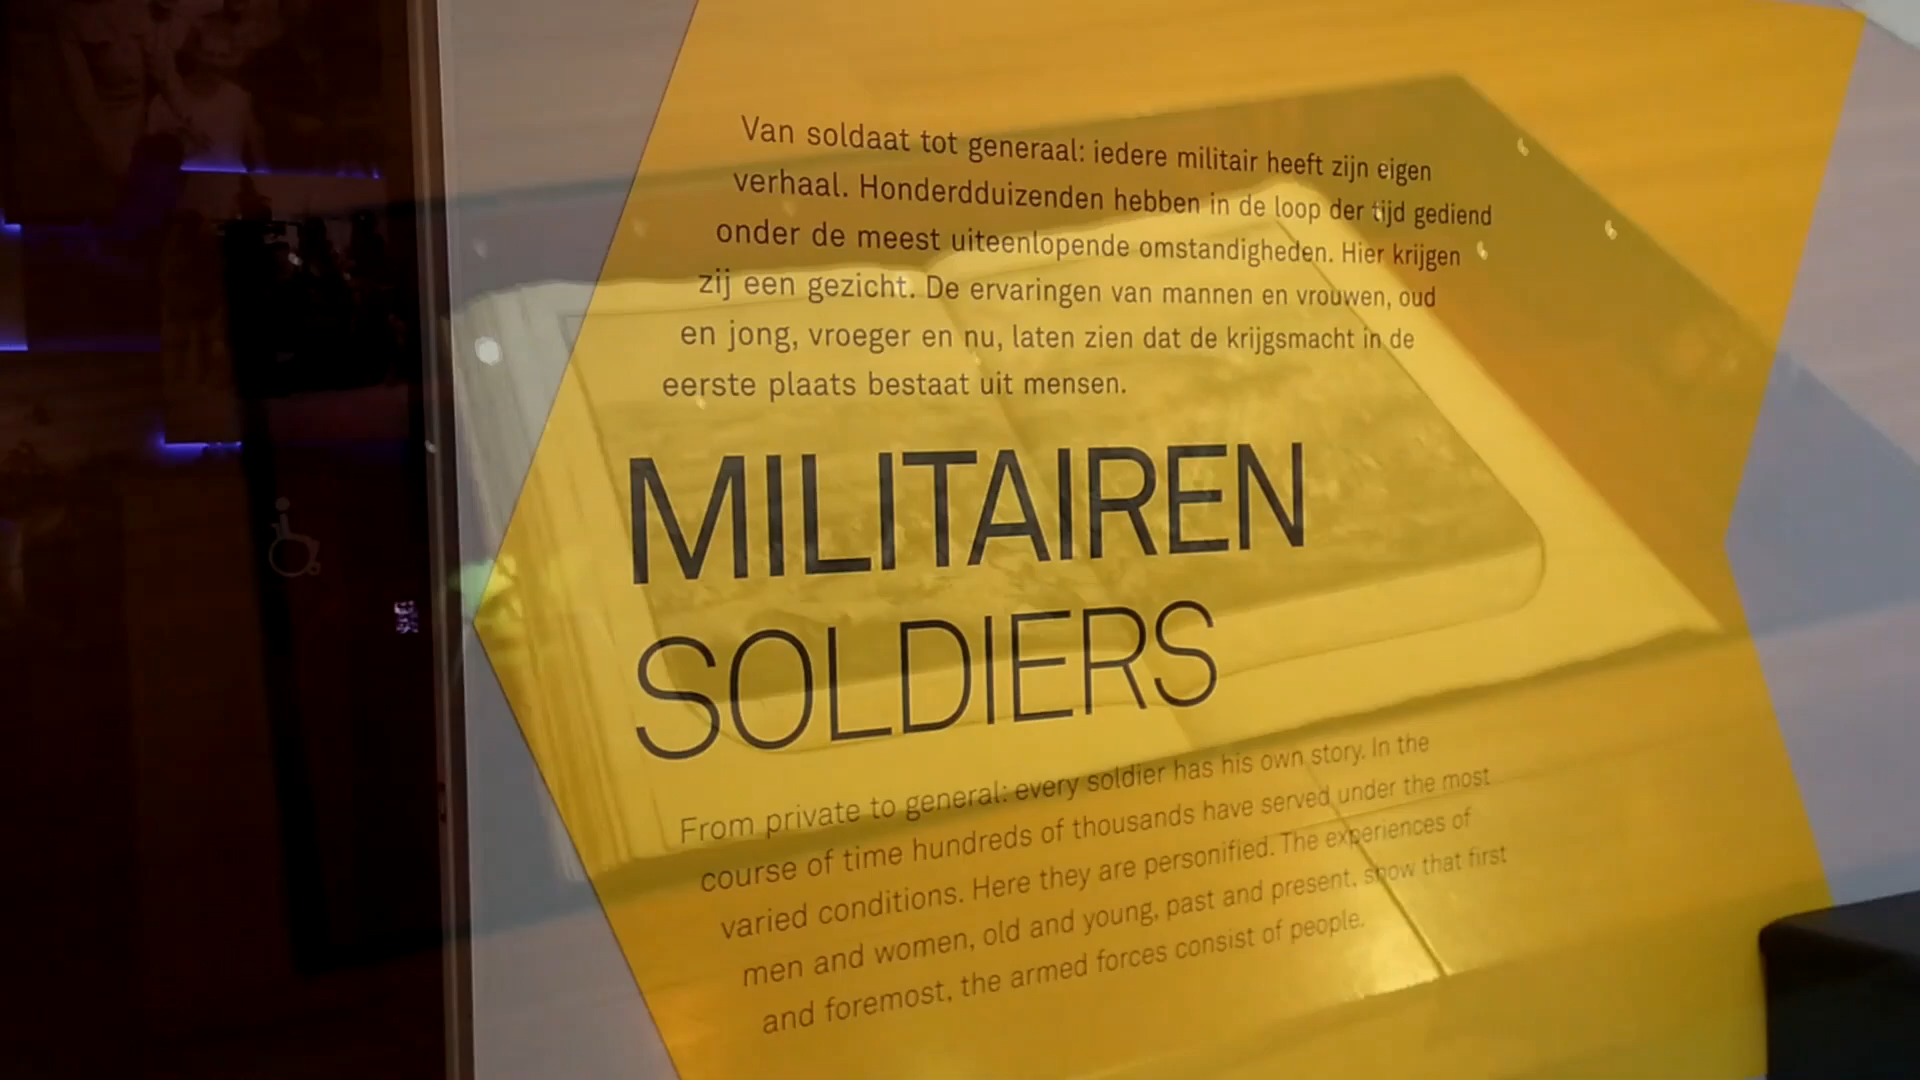 Van soldaat tot generaal: iedere militair heeft zijn eigen
verhaal. Honderdduizenden hebben in de loop der tijd gediend
onder de meest uiteenlopende omstandigheden. Hier krijgen
zij een gezicht. De ervaringen van mannen en vrouwen, oud
en jong, vroeger en nu, laten zien dat de krijgsmacht in de
eerste plaats bestaat uit mensen.
MILITAIREN
SOLDIERS
From private to general: every soldier has his own story. In the
course of time hundreds of thousands have served under the most
varied conditions. Here they are personified. The experiences of
men and women, old and young, past and present, show that first
and foremost, the armed forces consist of people.